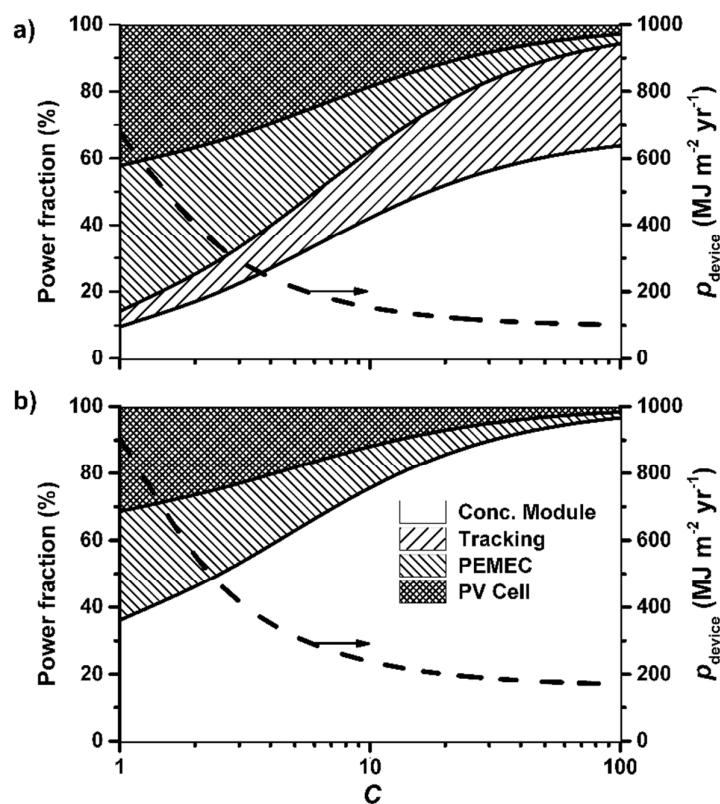 a)
Power fraction (%)
100
80
60
40
20
0
1000
800
600
400
200
0
p_device (MJ m⁻² yr⁻¹)
b)
Power fraction (%)
100
80
60
40
20
0
Conc. Module
Tracking
PEMEC
PV Cell
1000
800
600
400
200
0
p_device (MJ m⁻² yr⁻¹)
1 10 100
C